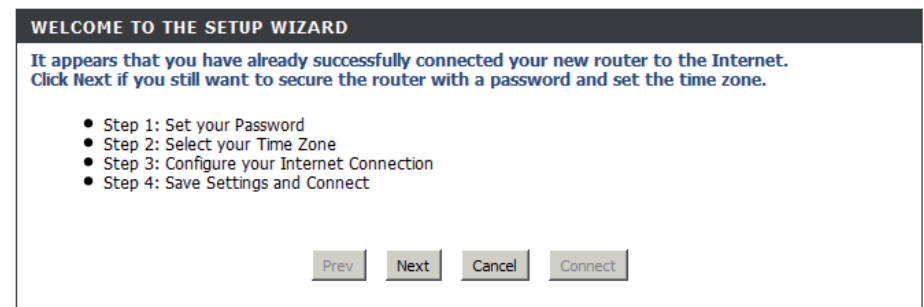 WELCOME TO THE SETUP WIZARD
It appears that you have already successfully connected your new router to the Internet.
Click Next if you still want to secure the router with a password and set the time zone.
Step 1: Set your Password
Step 2: Select your Time Zone
Step 3: Configure your Internet Connection
Step 4: Save Settings and Connect
Prev Next Cancel Connect